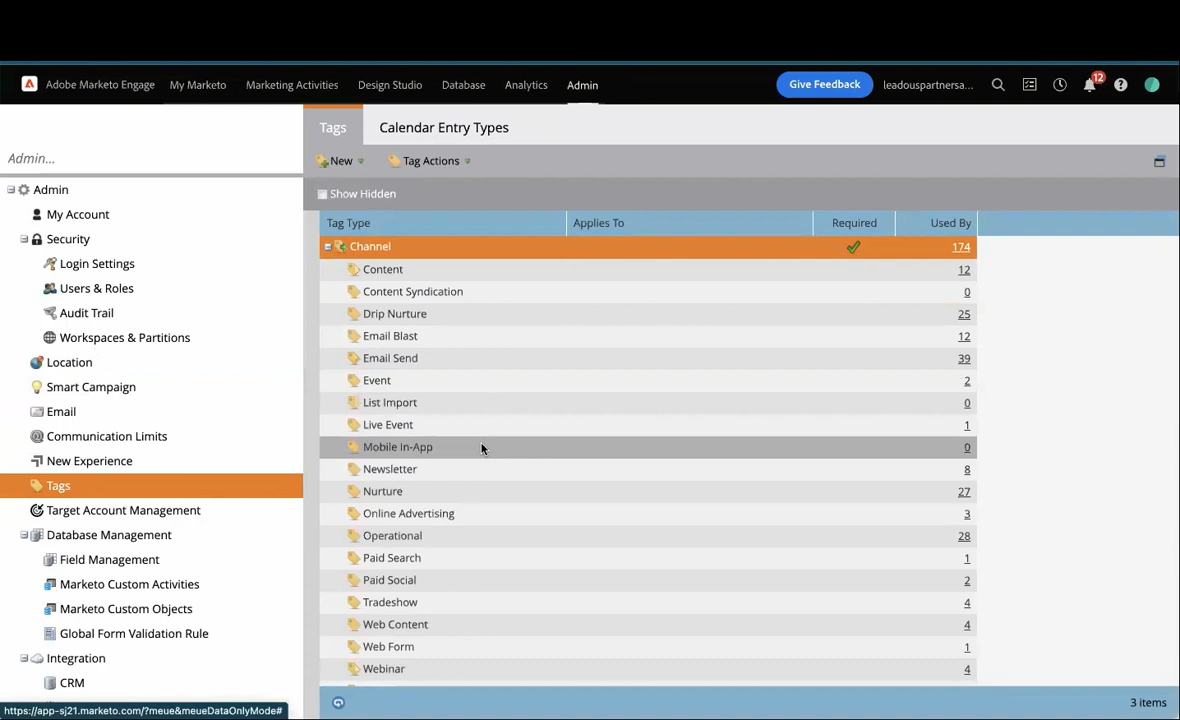 Adobe Marketo Engage My Marketo Marketing Activities Design Studio Database Analytics Admin Give Feedback leadouspartnersa... 12
Tags Calendar Entry Types
Admin...
New Tag Actions
Show Hidden
Admin
My Account
Security
Login Settings
Users & Roles
Audit Trail
Workspaces & Partitions
Location
Smart Campaign
Email
Communication Limits
New Experience
Tags
Target Account Management
Database Management
Field Management
Marketo Custom Activities
Marketo Custom Objects
Global Form Validation Rule
Integration
CRM
https://app-sj21.marketo.com/?meue&meueDataOnlyMode#
Tag Type Applies To Required Used By
Channel 174
Content 12
Content Syndication 0
Drip Nurture 25
Email Blast 12
Email Send 39
Event 2
List Import 0
Live Event 1
Mobile In-App 0
Newsletter 8
Nurture 27
Online Advertising 3
Operational 28
Paid Search 1
Paid Social 2
Tradeshow 4
Web Content 4
Web Form 1
Webinar 4
3 items